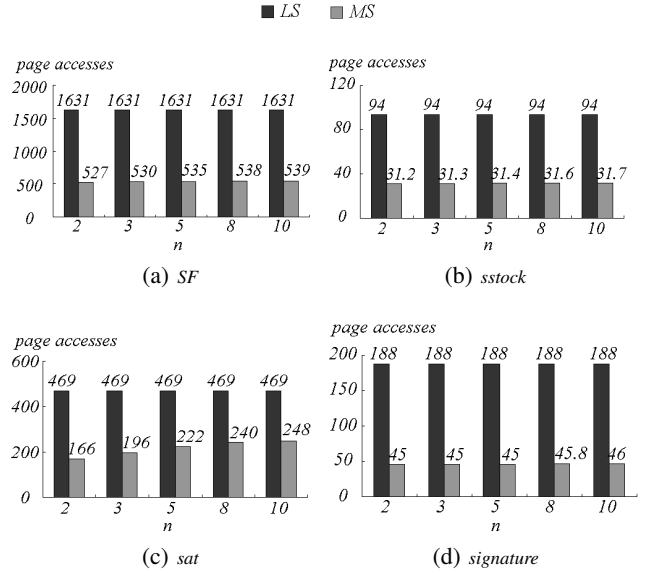 LS MS
page accesses
2000
1500
1000
500
0
1631 1631 1631 1631 1631
527 530 535 538 539
2 3 5 8 10
n
(a) SF
page accesses
120
80
40
0
94 94 94 94 94
31.2 31.3 31.4 31.6 31.7
2 3 5 8 10
n
(b) sstock
page accesses
600
400
200
0
469 469 469 469 469
166 196 222 240 248
2 3 5 8 10
n
(c) sat
page accesses
200
150
100
50
0
188 188 188 188 188
45 45 45 45.8 46
2 3 5 8 10
n
(d) signature